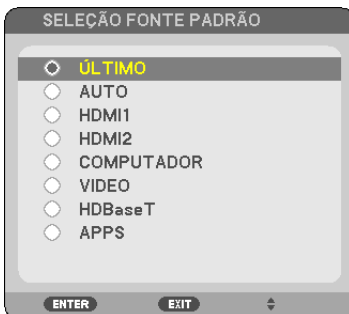 SELEÇÃO FONTE PADRÃO
ÚLTIMO
AUTO
HDMI1
HDMI2
COMPUTADOR
VIDEO
HDBaseT
APPS
ENTER EXIT